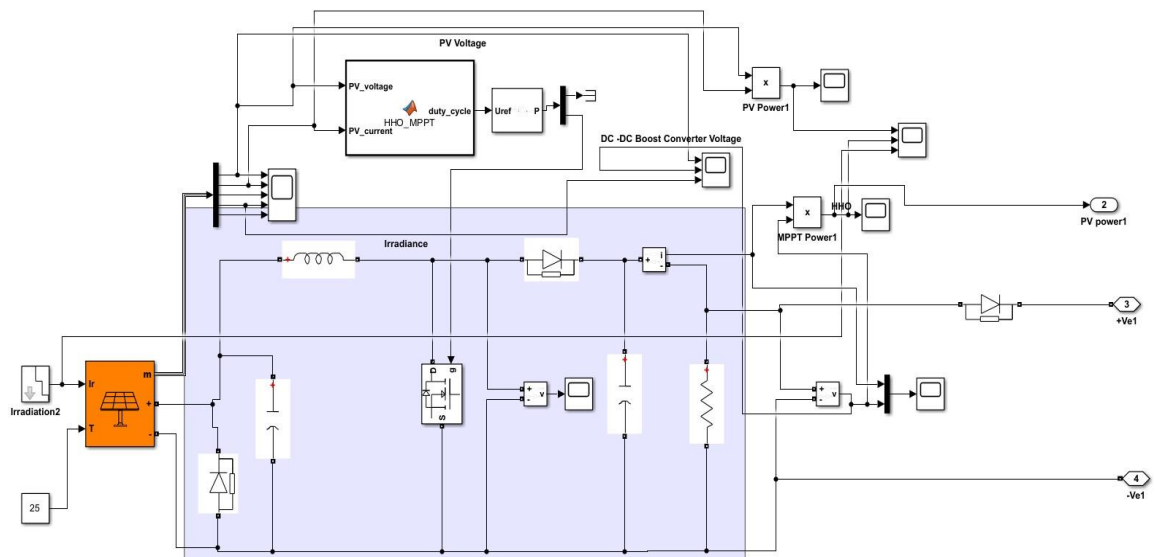 PV Voltage
PV_voltage
PV_current
duty_cycle
HHO_MPPT
Uref
P
x
PV Power1
DC -DC Boost Converter Voltage
x
HHO
MPPT Power1
2
PV power1
Irradiance
+
i
-
3
+Ve1
Irradiation2
Ir
T
m
+
-
D
g
S
+
-
v
+
-
v
25
4
-Ve1